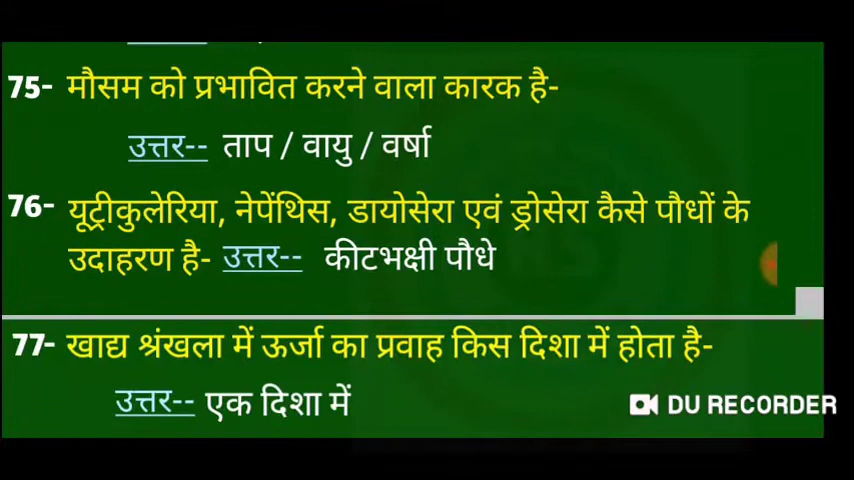 75- मौसम को प्रभावित करने वाला कारक है-
उत्तर-- ताप / वायु / वर्षा
76- यूट्रीकुलेरिया, नेपेंथिस, डायोसेरा एवं ड्रोसेरा कैसे पौधों के
उदाहरण है- उत्तर-- कीटभक्षी पौधे
77- खाद्य श्रंखला में ऊर्जा का प्रवाह किस दिशा में होता है-
उत्तर-- एक दिशा में
DU RECORDER